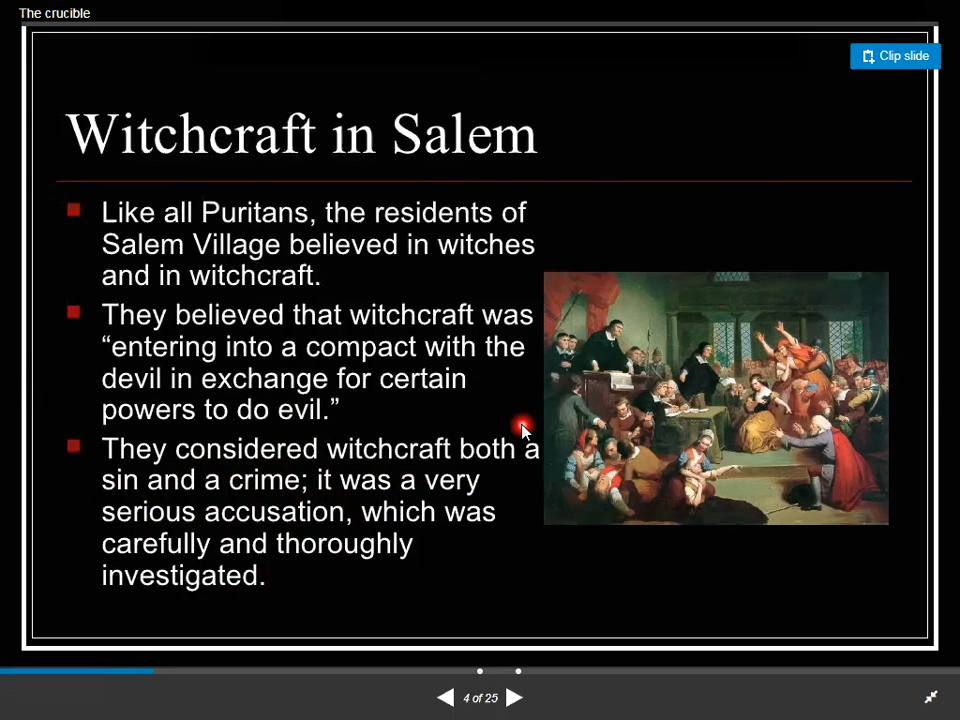 The crucible
Clip slide
Witchcraft in Salem
Like all Puritans, the residents of
Salem Village believed in witches
and in witchcraft.
They believed that witchcraft was
“entering into a compact with the
devil in exchange for certain
powers to do evil.”
They considered witchcraft both a
sin and a crime; it was a very
serious accusation, which was
carefully and thoroughly
investigated.
4 of 25